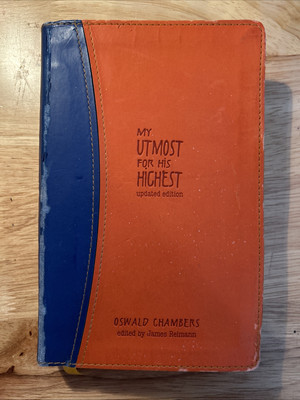 MY
UTMOST
FOR HIS
HIGHEST
updated edition
OSWALD CHAMBERS
edited by James Reimann